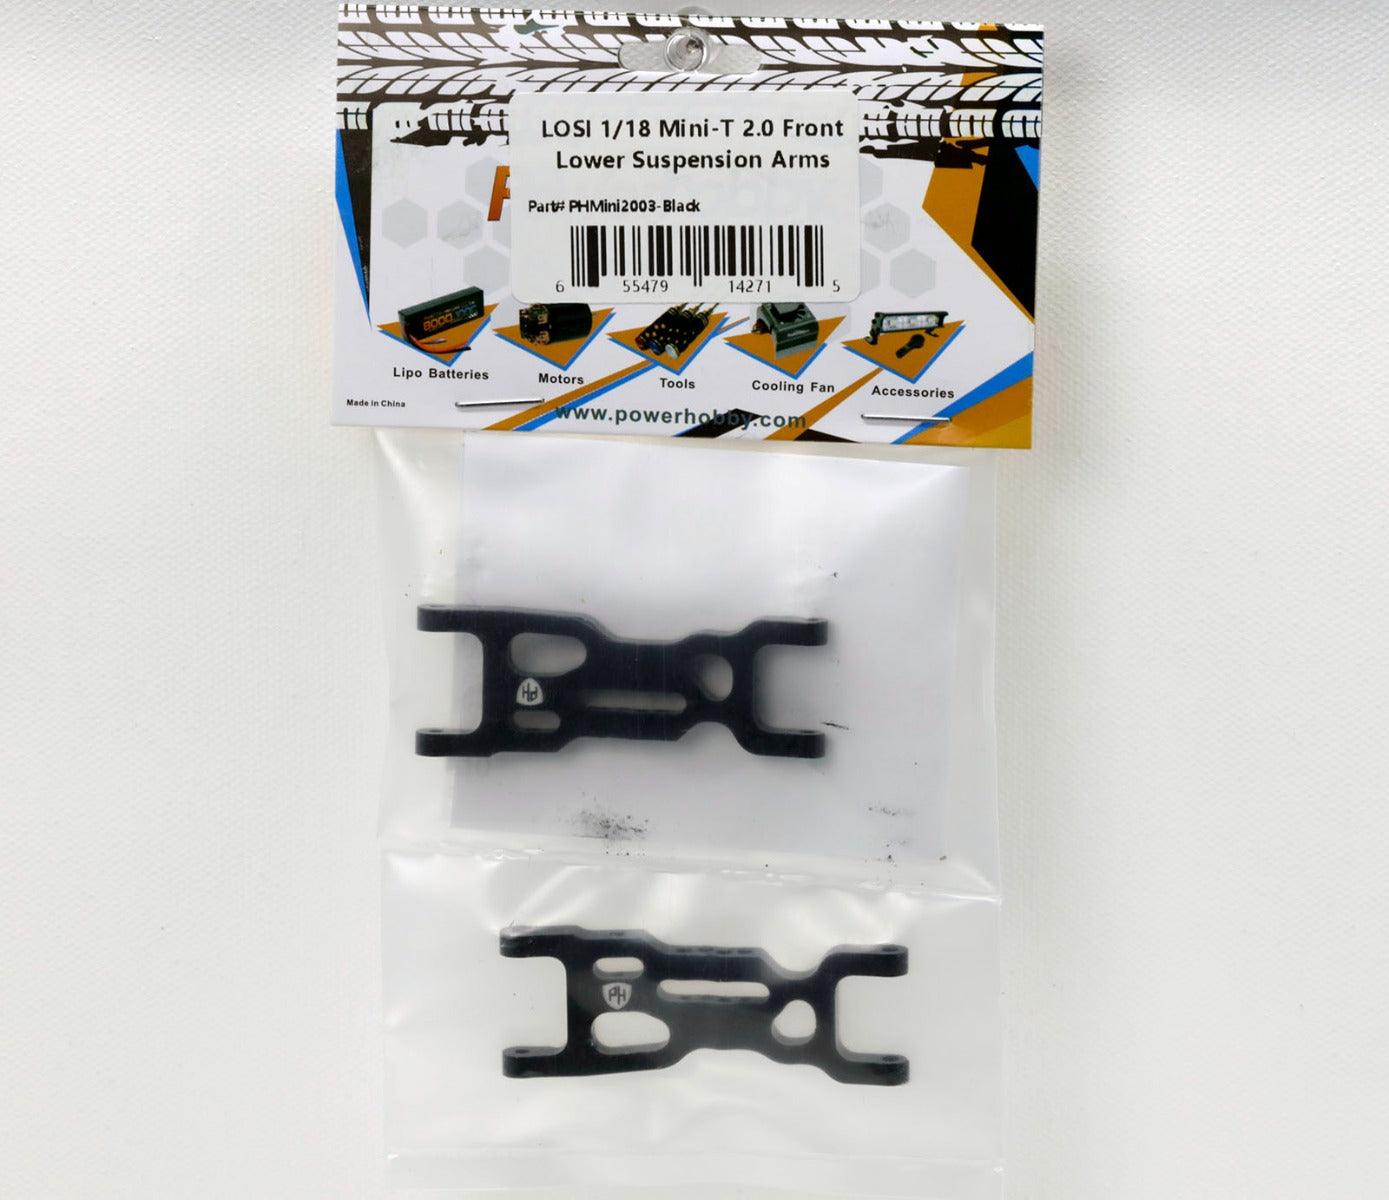 LOSI 1/18 Mini-T 2.0 Front
Lower Suspension Arms
Part# PHMini2003-Black
6 55479 14271 5
8000
Lipo Batteries
Motors
Tools
Cooling Fan
Accessories
Made in China
www.powerhobby.com
PH
PH